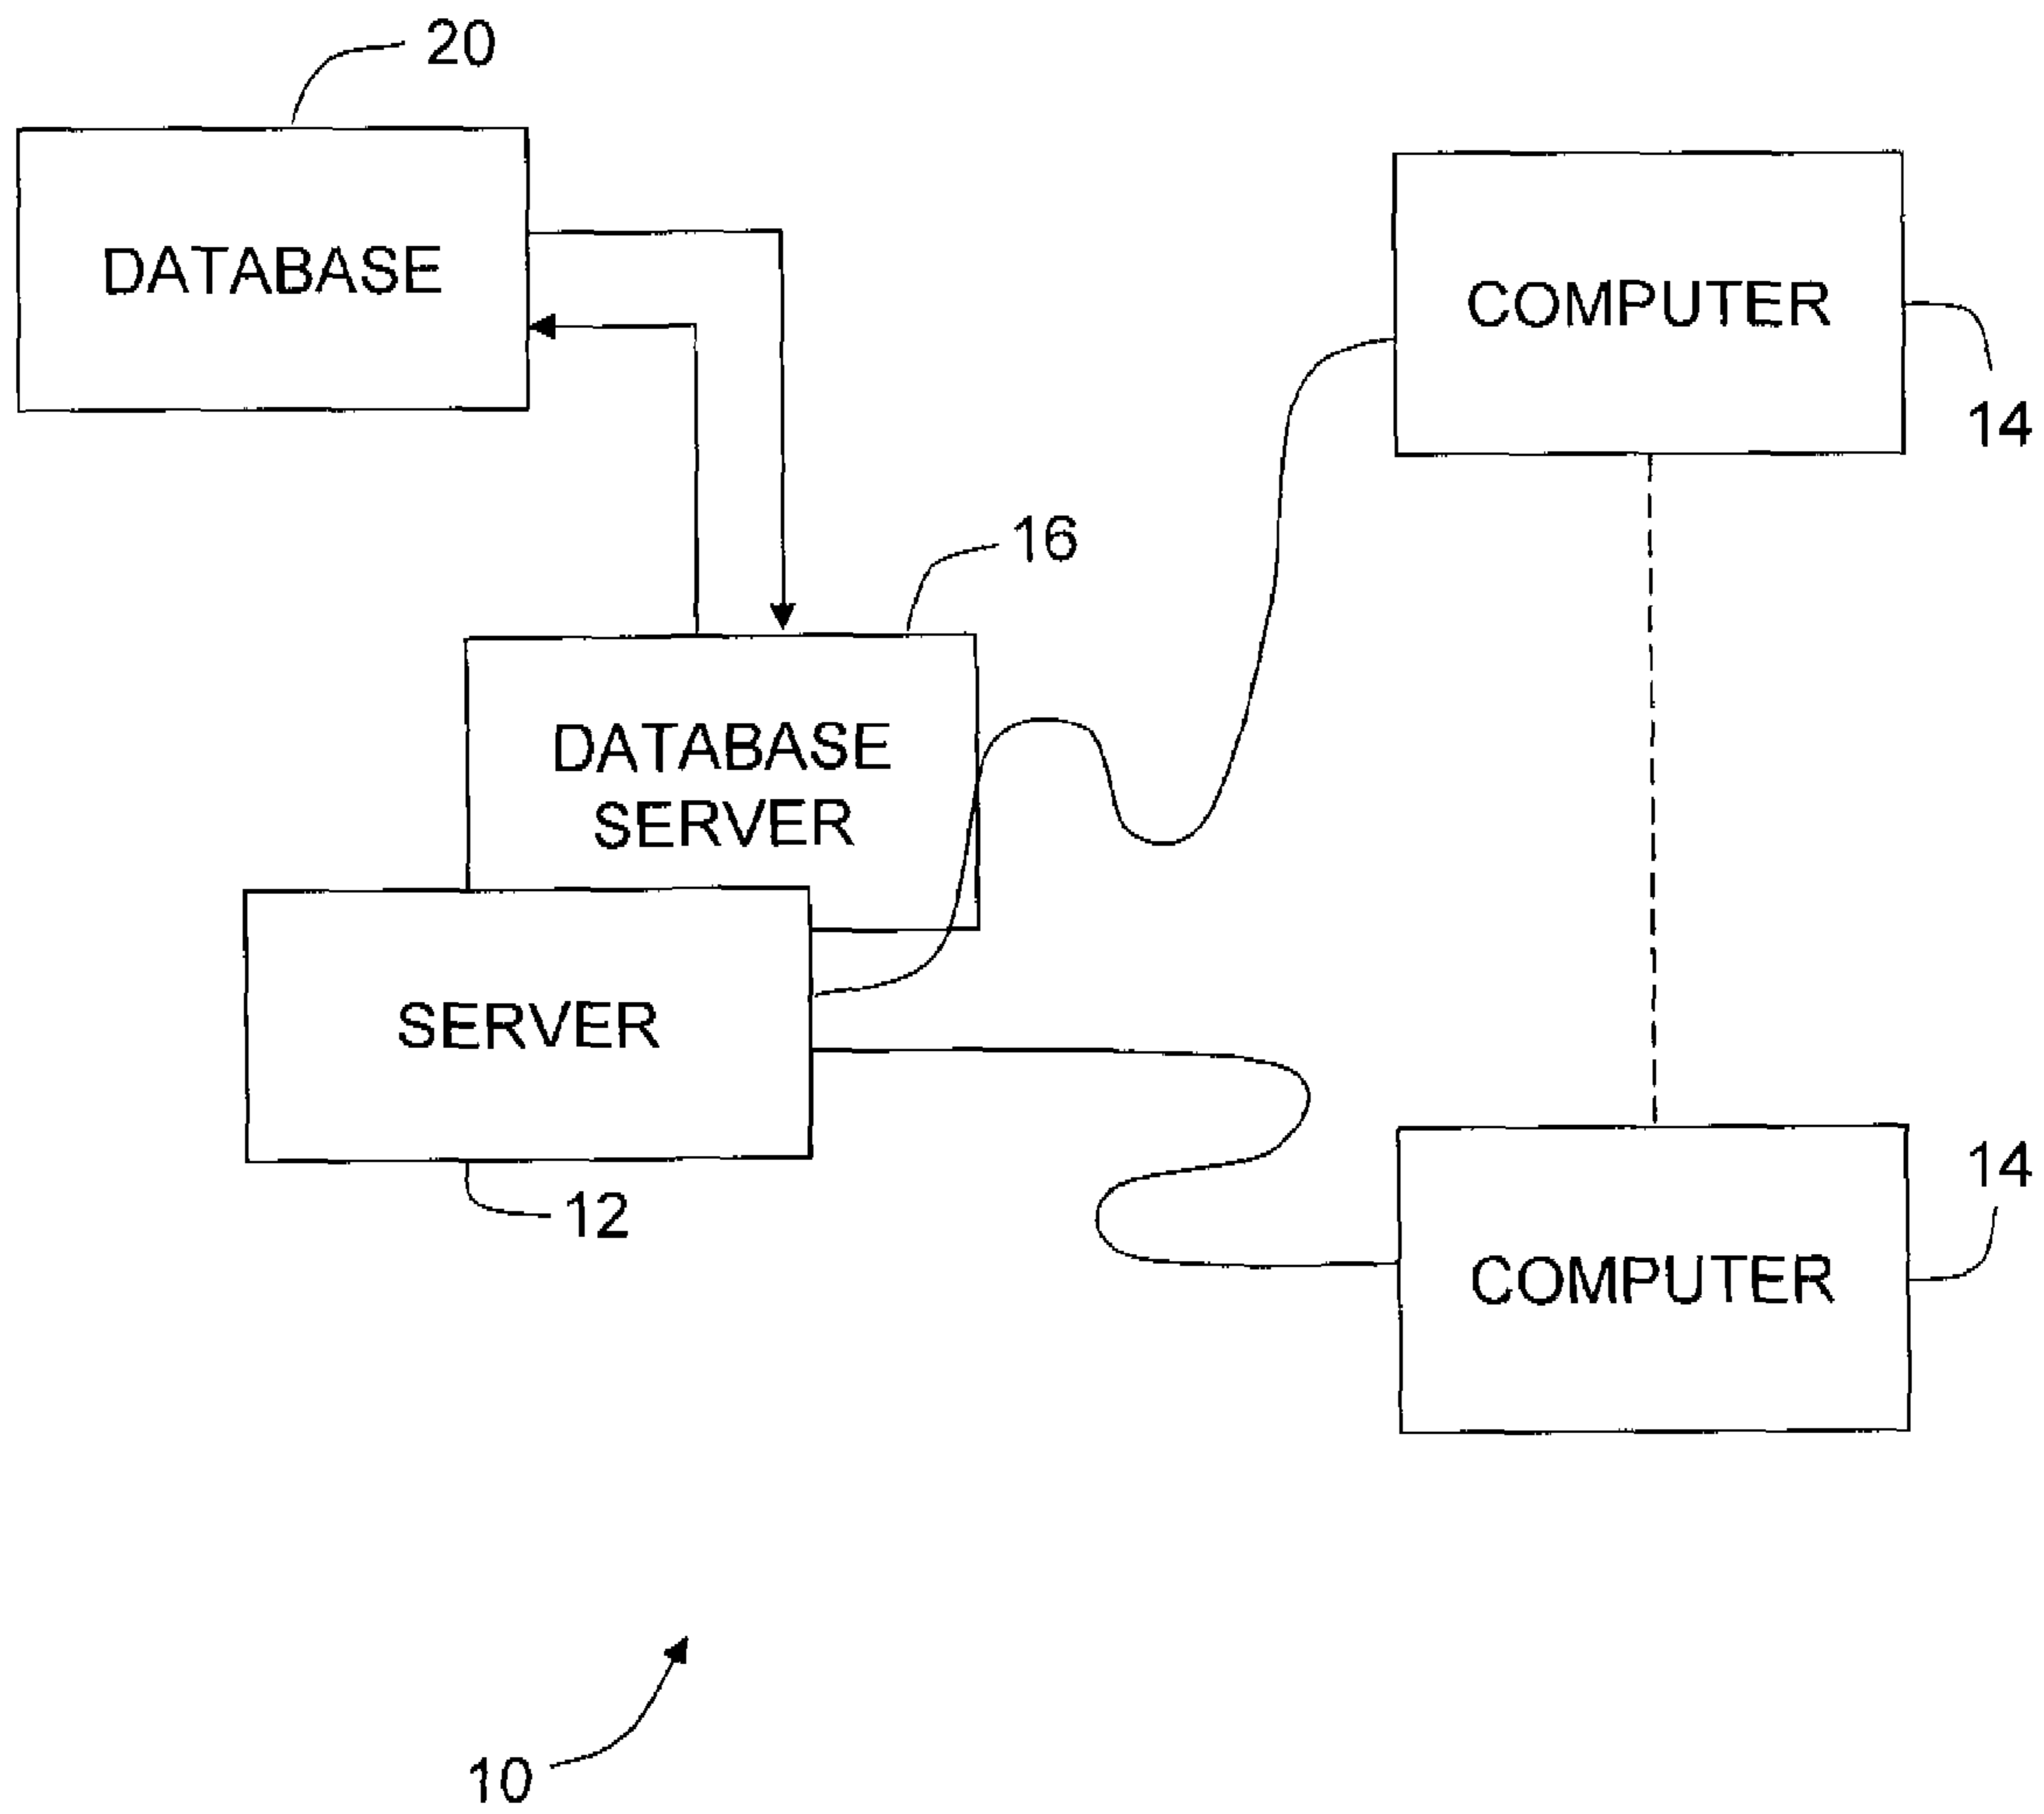 20
DATABASE
COMPUTER
14
16
DATABASE
SERVER
SERVER
12
14
COMPUTER
10